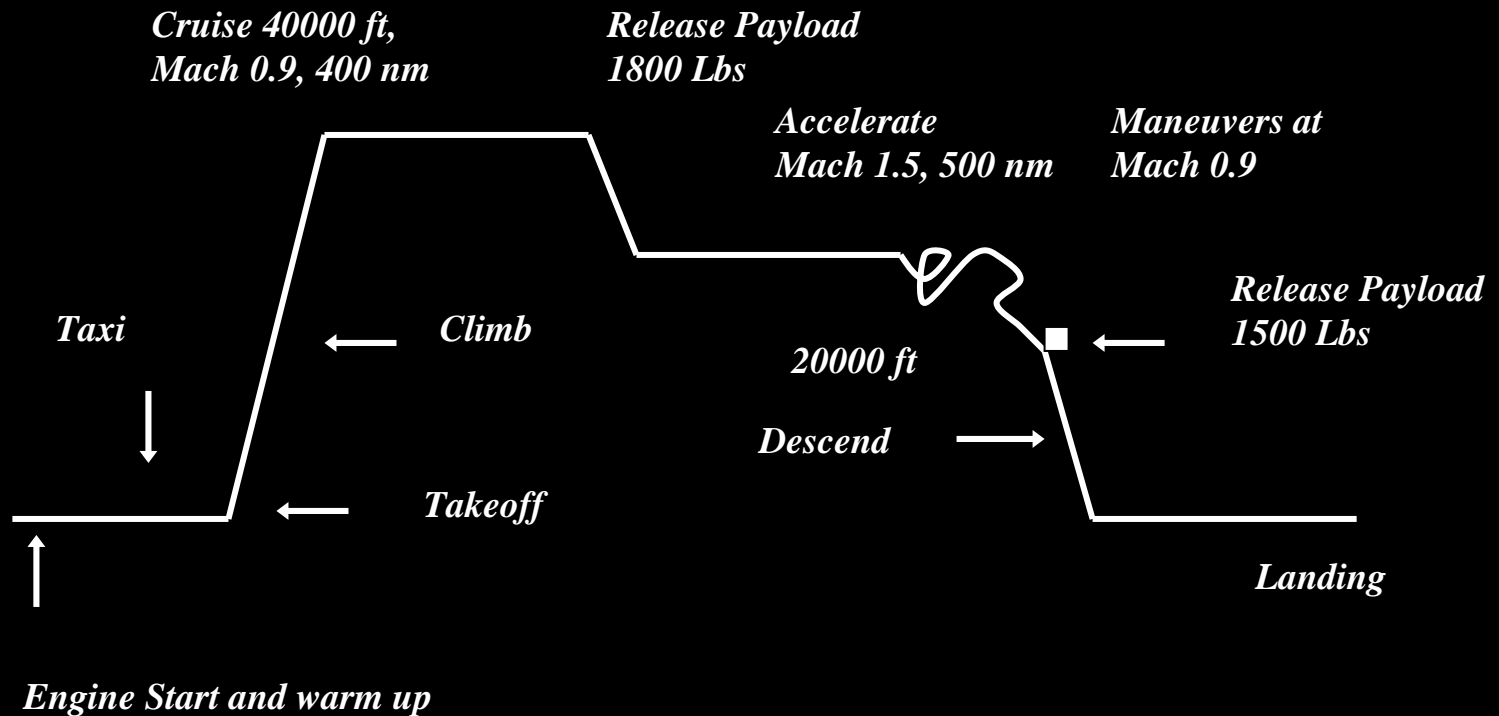 Cruise 40000 ft,
Mach 0.9, 400 nm
Release Payload
1800 Lbs
Accelerate
Mach 1.5, 500 nm
Maneuvers at
Mach 0.9
Release Payload
1500 Lbs
Taxi
Climb
20000 ft
Descend
Takeoff
Landing
Engine Start and warm up